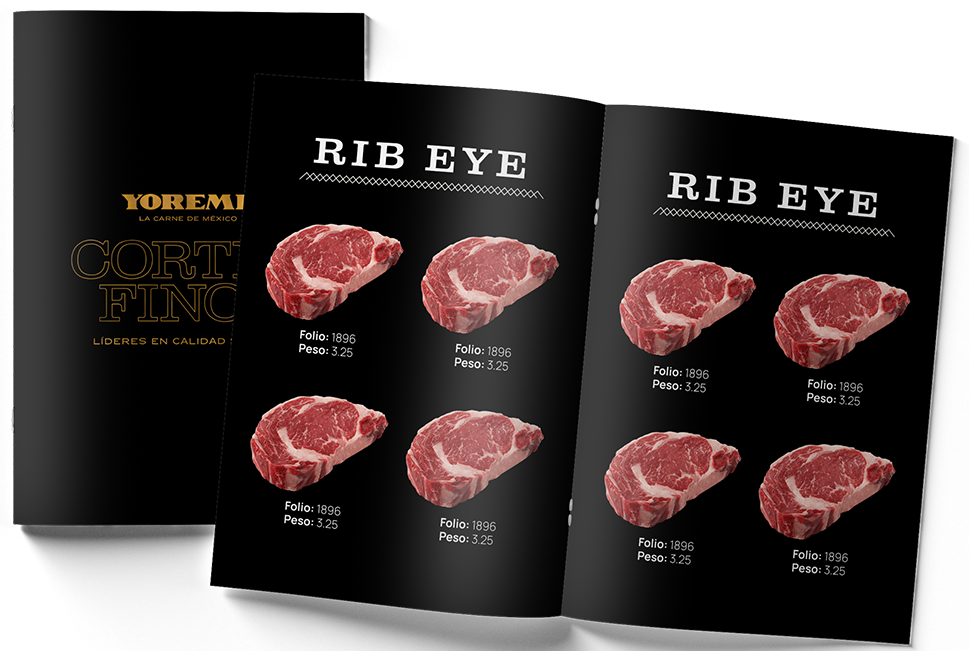 YOREM
LA CARNE DE MÉXICO
CORT
FINO
LÍDERES EN CALIDAD
RIB EYE
Folio: 1896
Peso: 3.25
Folio: 1896
Peso: 3.25
Folio: 1896
Peso: 3.25
Folio: 1896
Peso: 3.25
RIB EYE
Folio: 1896
Peso: 3.25
Folio: 1896
Peso: 3.25
Folio: 1896
Peso: 3.25
Folio: 1896
Peso: 3.25